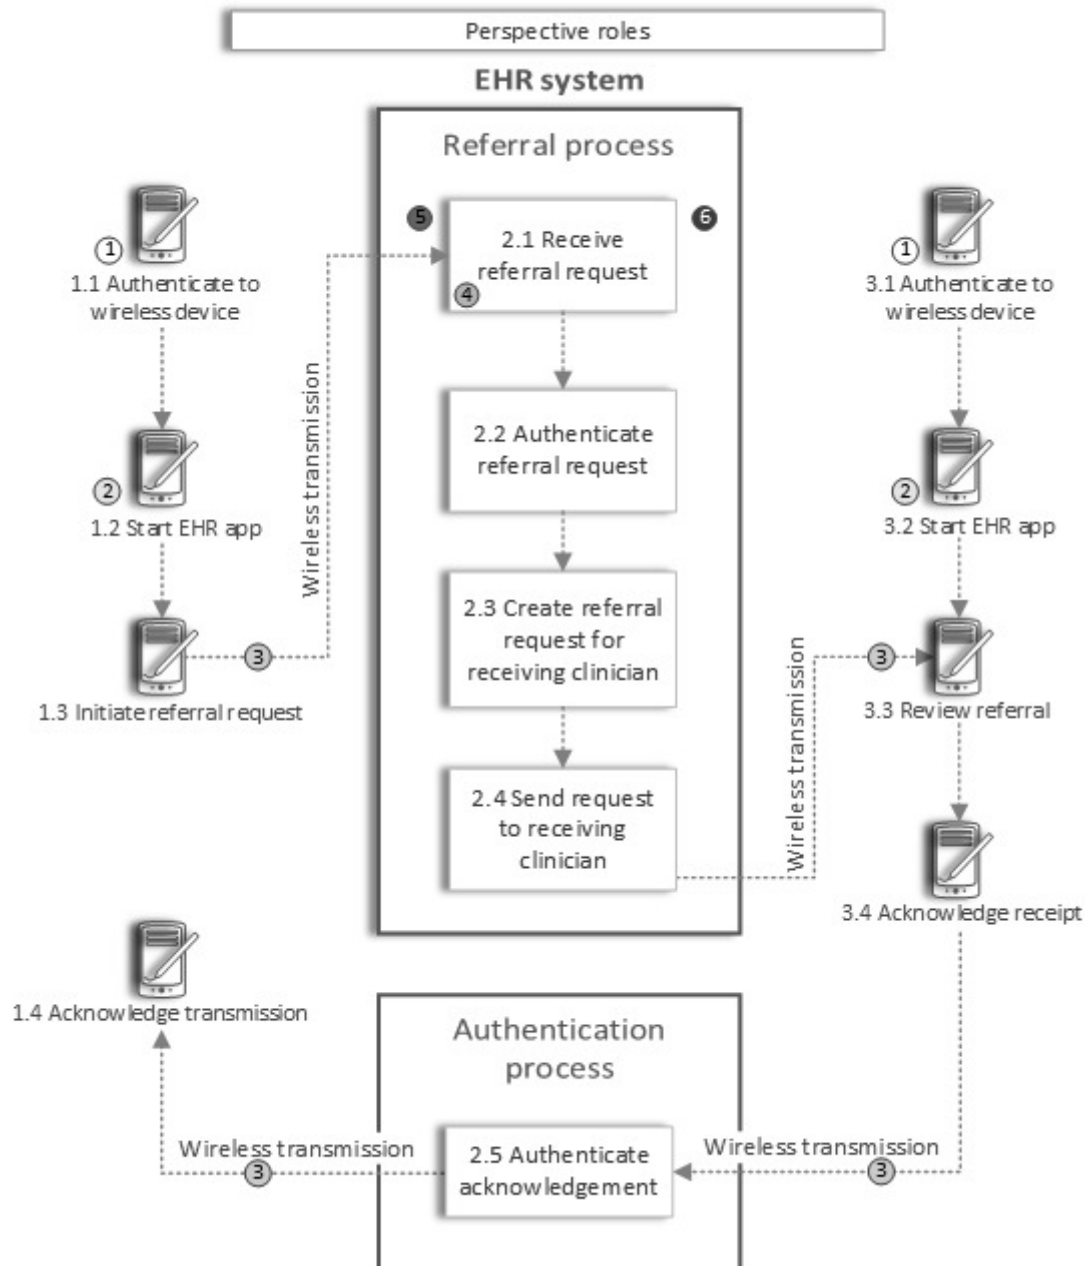 Perspective roles
EHR system
Referral process
1
1.1 Authenticate to
wireless device
2
1.2 Start EHR app
3
1.3 Initiate referral request
Wireless transmission
5
6
4
2.1 Receive
referral request
2.2 Authenticate
referral request
2.3 Create referral
request for
receiving clinician
2.4 Send request
to receiving
clinician
Wireless transmission
1
3.1 Authenticate to
wireless device
2
3.2 Start EHR app
3
3.3 Review referral
3.4 Acknowledge receipt
1.4 Acknowledge transmission
Authentication
process
Wireless transmission
3
2.5 Authenticate
acknowledgement
Wireless transmission
3